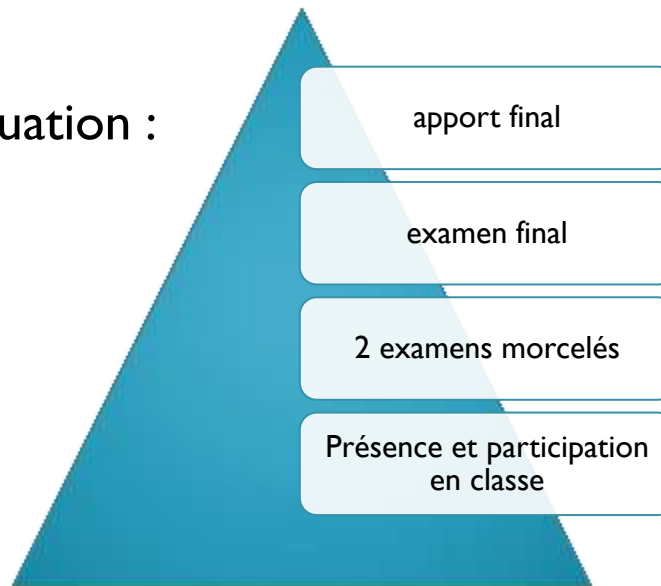 uation :
apport final
examen final
2 examens morcelés
Présence et participation
en classe